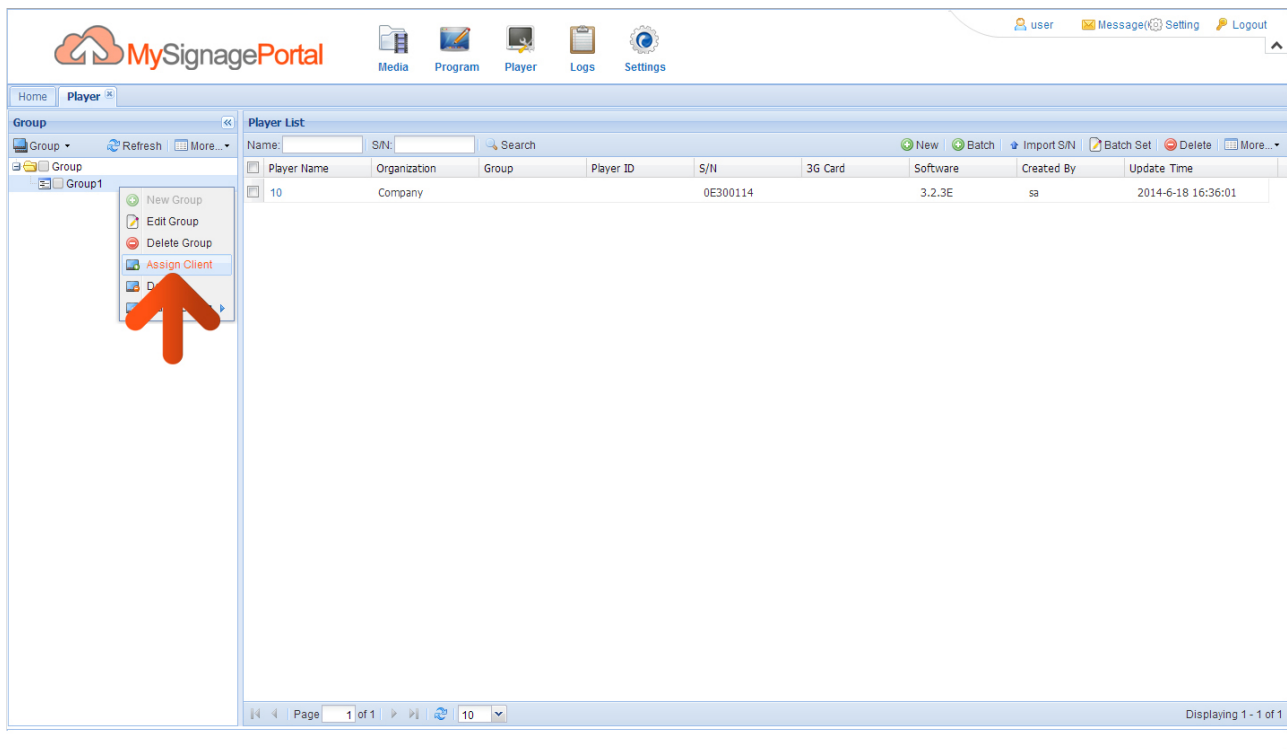 user Message( Setting Logout
MySignagePortal
Media Program Player Logs Settings
Home Player
Group
Group Refresh More...
Group
Group1
New Group
Edit Group
Delete Group
Assign Client
Player List
Name: S/N: Search New Batch Import S/N Batch Set Delete More...
Player Name Organization Group Player ID S/N 3G Card Software Created By Update Time
10 Company 0E300114 3.2.3E sa 2014-6-18 16:36:01
Page 1 of 1 10 Displaying 1 - 1 of 1